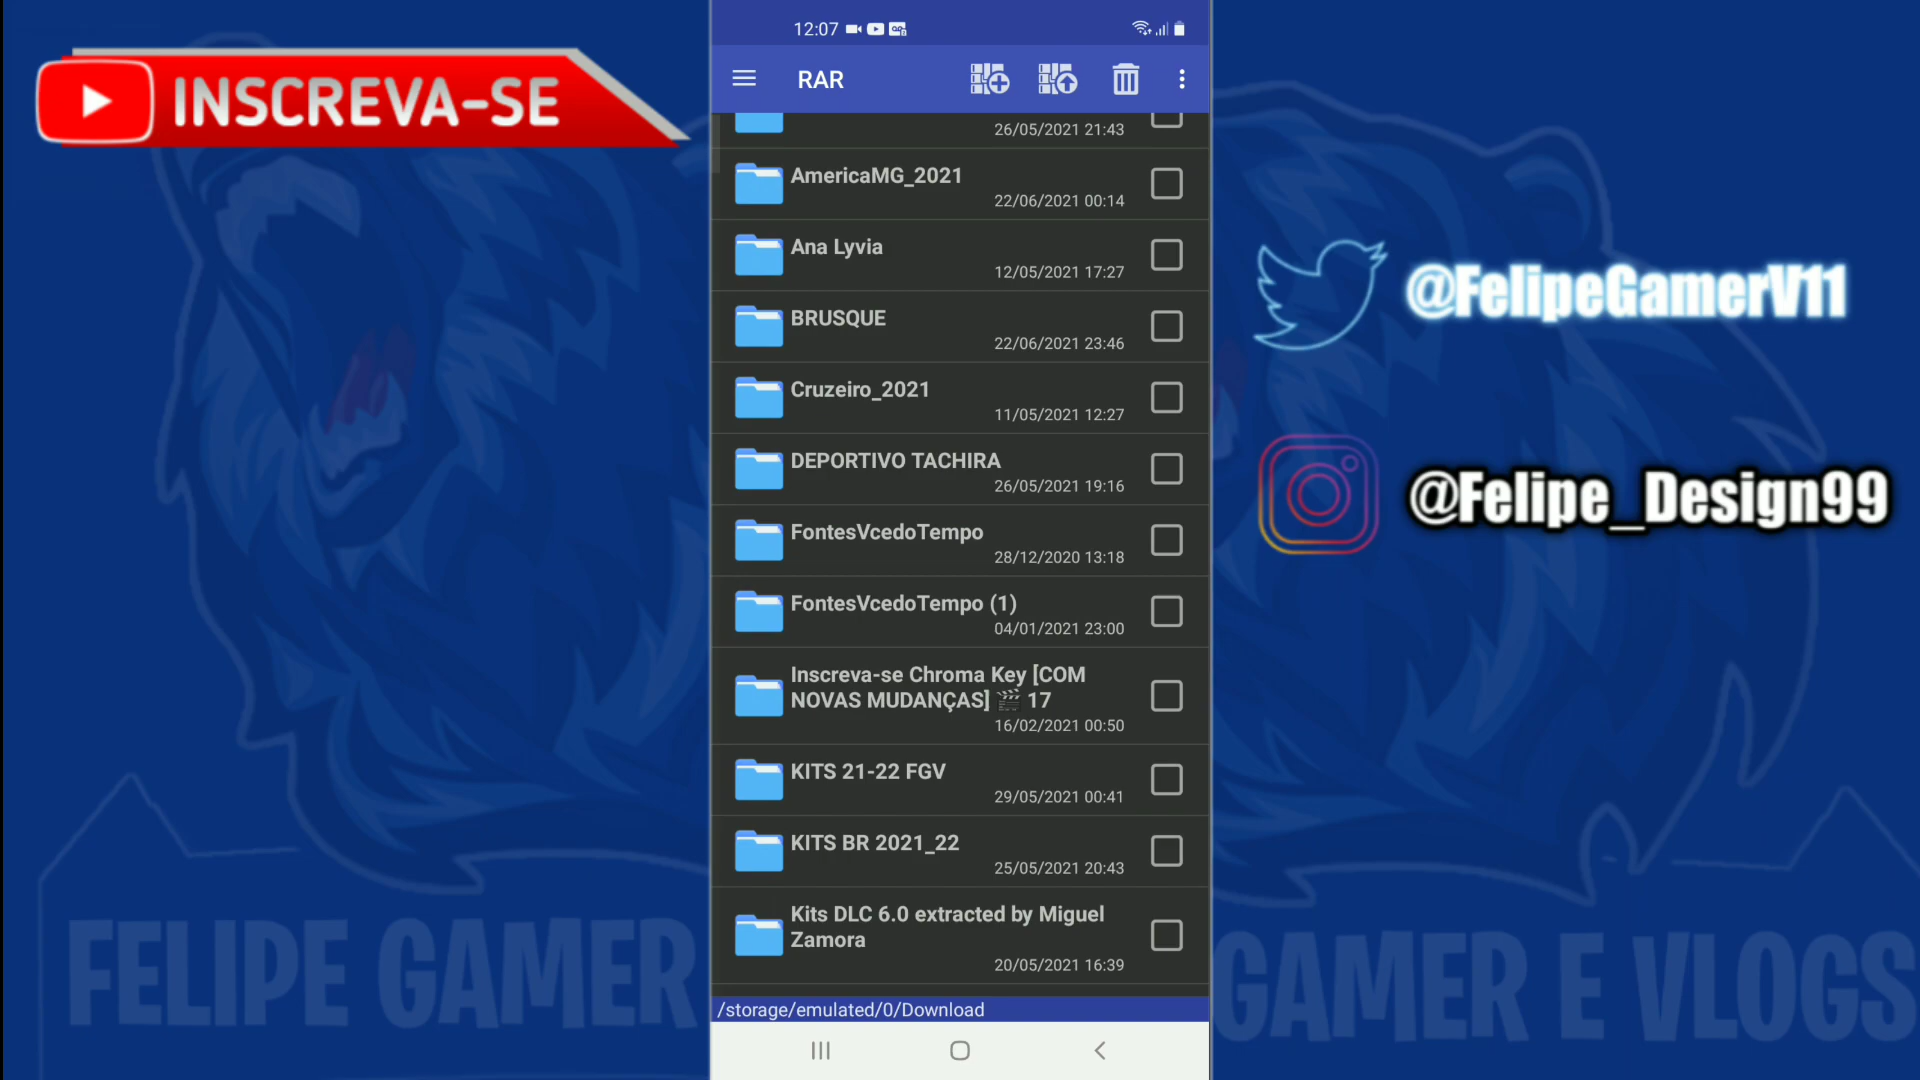 INSCREVA-SE
12:07
RAR
26/05/2021 21:43
AmericaMG_2021
22/06/2021 00:14
Ana Lyvia
12/05/2021 17:27
BRUSQUE
22/06/2021 23:46
Cruzeiro_2021
11/05/2021 12:27
DEPORTIVO TACHIRA
26/05/2021 19:16
FontesVcedoTempo
28/12/2020 13:18
FontesVcedoTempo (1)
04/01/2021 23:00
Inscreva-se Chroma Key [COM
NOVAS MUDANÇAS] 🎬 17
16/02/2021 00:50
KITS 21-22 FGV
29/05/2021 00:41
KITS BR 2021_22
25/05/2021 20:43
Kits DLC 6.0 extracted by Miguel
Zamora
20/05/2021 16:39
/storage/emulated/0/Download
@FelipeGamerV11
@Felipe_Design99
FELIPE GAMER
GAMER E VLOGS